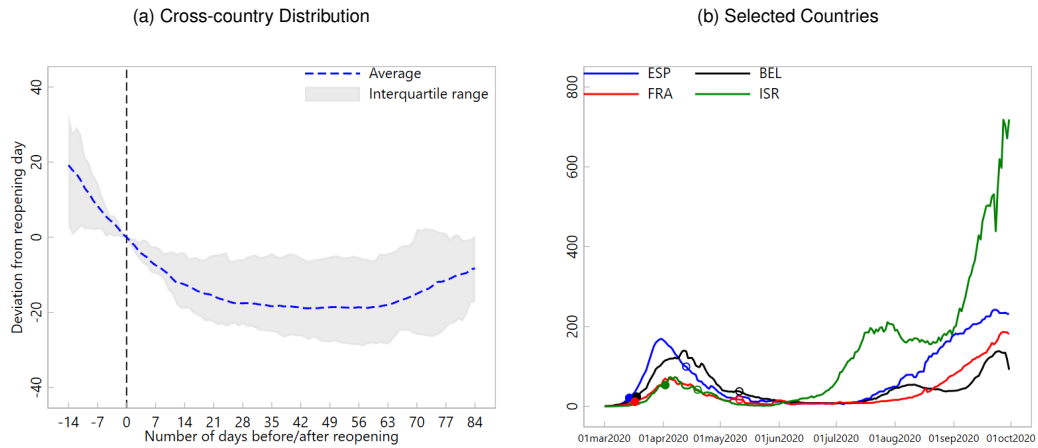 (a) Cross-country Distribution
Average
Interquartile range
Deviation from reopening day
40
20
0
-20
-40
-14 -7 0 7 14 21 28 35 42 49 56 63 70 77 84
Number of days before/after reopening
(b) Selected Countries
ESP BEL
FRA ISR
800
600
400
200
0
01mar2020 01apr2020 01may2020 01jun2020 01jul2020 01aug2020 01sep2020 01oct2020